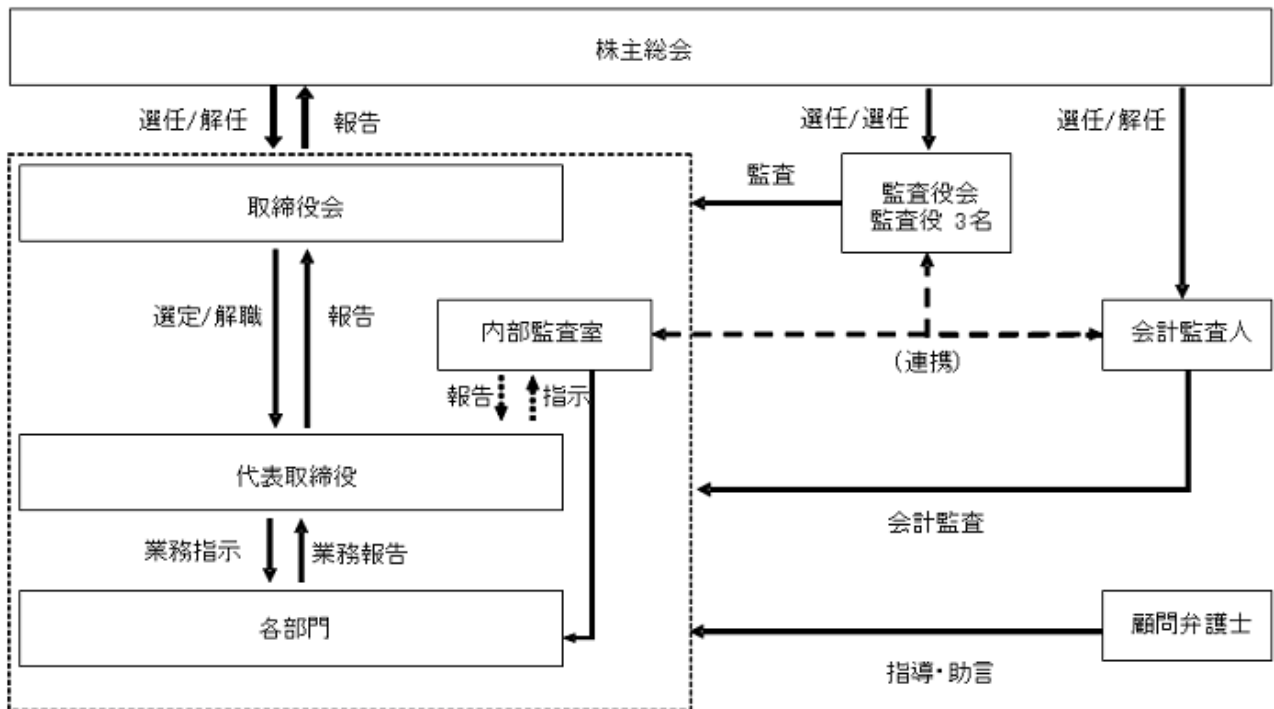 株主総会
選任/解任
報告
選任/選任
選任/解任
取締役会
監査
監査役会
監査役 3名
選定/解職
報告
内部監査室
(連携)
会計監査人
報告
指示
代表取締役
会計監査
業務指示
業務報告
各部門
顧問弁護士
指導・助言